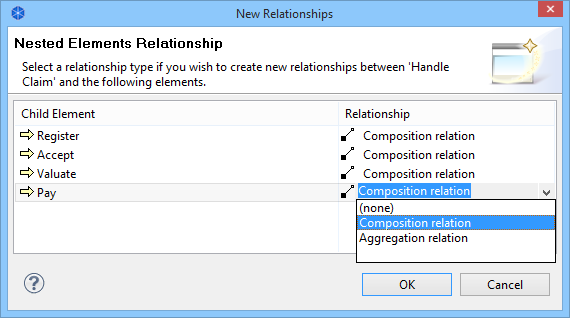 New Relationships
Nested Elements Relationship
Select a relationship type if you wish to create new relationships between 'Handle
Claim' and the following elements.
Child Element Relationship
Register Composition relation
Accept Composition relation
Valuate Composition relation
Pay Composition relation
(none)
Composition relation
Aggregation relation
? OK Cancel